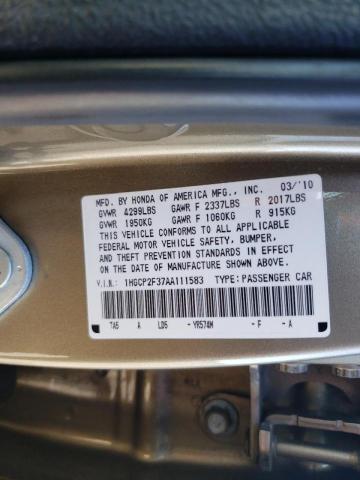 MFD. BY HONDA OF AMERICA MFG., INC. 03/'10
GVWR 4299LBS GAWR F 2337LBS R 2017LBS
GVWR 1950KG GAWR F 1060KG R 915KG
THIS VEHICLE CONFORMS TO ALL APPLICABLE
FEDERAL MOTOR VEHICLE SAFETY, BUMPER,
AND THEFT PREVENTION STANDARDS IN EFFECT
ON THE DATE OF MANUFACTURE SHOWN ABOVE.
V.I.N.: 1HGCP2F37AA111583 TYPE: PASSENGER CAR
TA5 A LD5 -YR574M -F -A